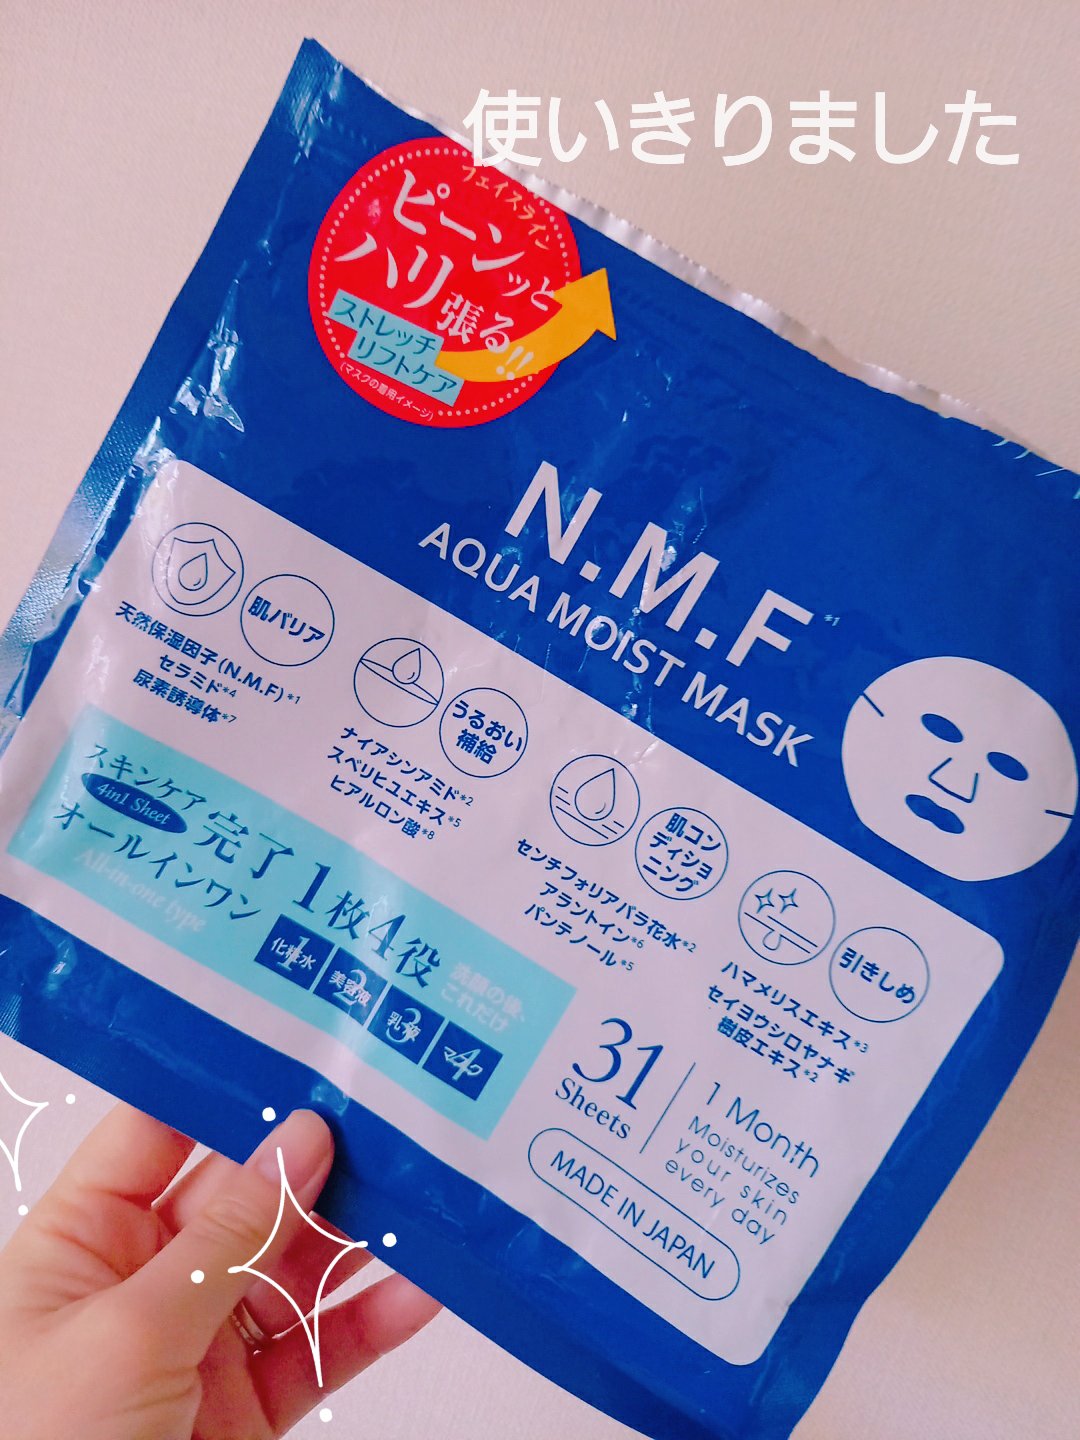 使いきりました
フェイスライン
ピーンッと
ハリ張る!!
ストレッチ
リフトケア
(マスクの着用イメージ)
N.M.F*1
AQUA MOIST MASK
肌バリア
天然保湿因子(N.M.F)*1
セラミド*4
尿素誘導体*7
うるおい
補給
ナイアシンアミド*2
スベリヒユエキス*5
ヒアルロン酸*8
肌コン
ディショ
ニング
センチフォリアバラ花水*2
アラントイン*6
パンテノール*5
引きしめ
ハマメリスエキス*3
セイヨウシロヤナギ
樹皮エキス*2
スキンケア
4in1 Sheet
完了1枚4役
オールインワン
All-in-one type
洗顔の後、
これだけ
1 化粧水
2 美容液
3 乳液
4 マスク
31
Sheets
1 Month
Moisturizes
your skin
every day
MADE IN JAPAN